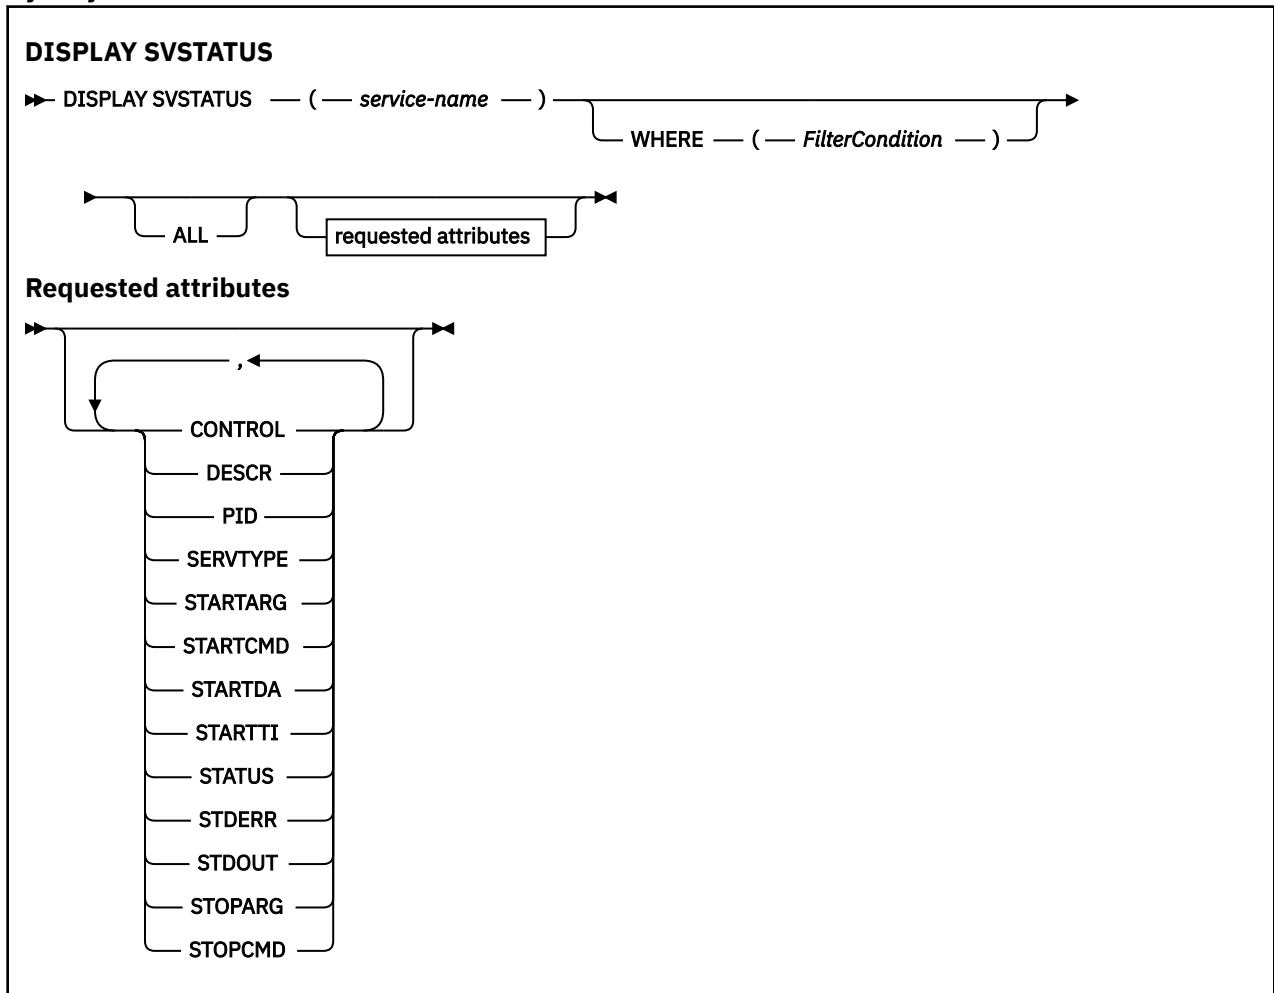 DISPLAY SVSTATUS
DISPLAY SVSTATUS ( service-name )
WHERE ( FilterCondition )
ALL
requested attributes
Requested attributes
,
CONTROL
DESCR
PID
SERVTYPE
STARTARG
STARTCMD
STARTDA
STARTTI
STATUS
STDERR
STDOUT
STOPARG
STOPCMD